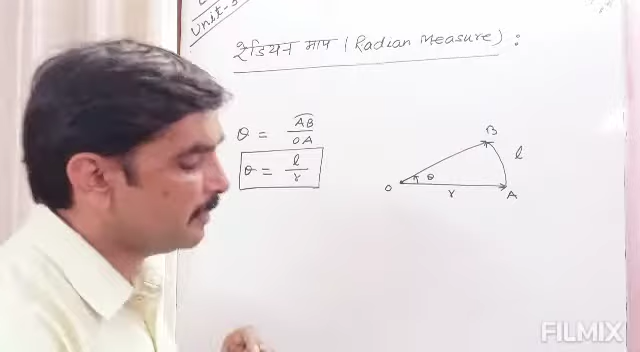 Unit-3
रेडियन माप (Radian Measure) :
θ = AB / OA
θ = l / r
B
l
θ
O
r
A
FILMIX